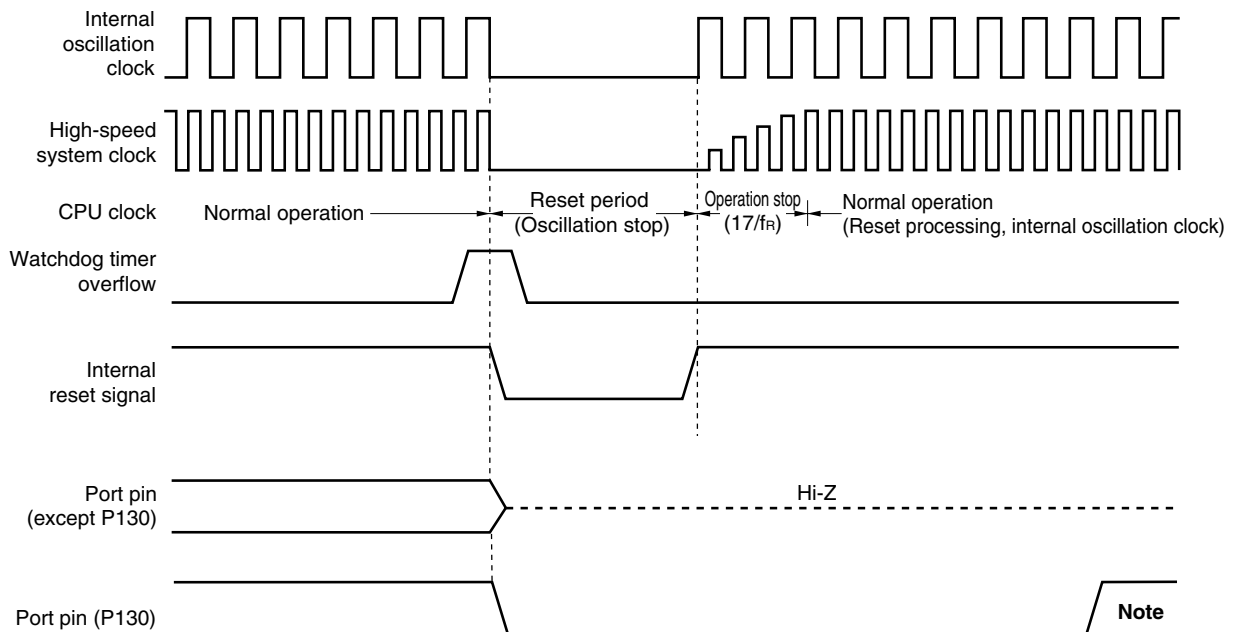 Internal
oscillation
clock
High-speed
system clock
CPU clock
Normal operation
Reset period
(Oscillation stop)
Operation stop
(17/fR)
Normal operation
(Reset processing, internal oscillation clock)
Watchdog timer
overflow
Internal
reset signal
Port pin
(except P130)
Hi-Z
Port pin (P130)
Note